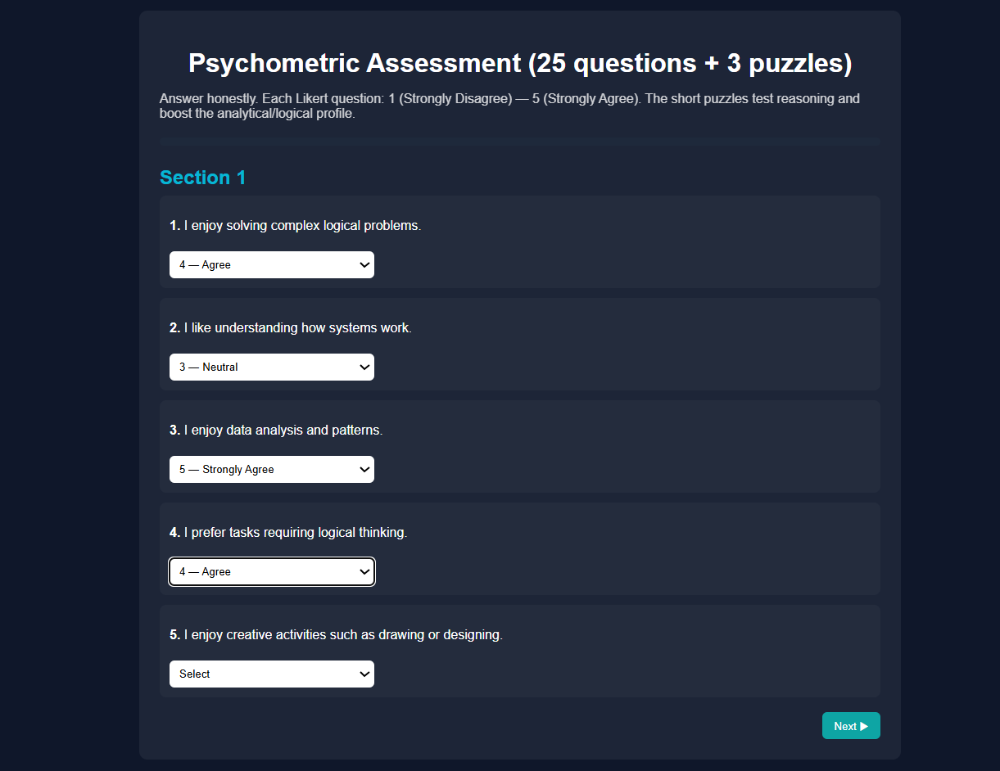 Psychometric Assessment (25 questions + 3 puzzles)
Answer honestly. Each Likert question: 1 (Strongly Disagree) — 5 (Strongly Agree). The short puzzles test reasoning and
boost the analytical/logical profile.
Section 1
1. I enjoy solving complex logical problems.
4 — Agree
2. I like understanding how systems work.
3 — Neutral
3. I enjoy data analysis and patterns.
5 — Strongly Agree
4. I prefer tasks requiring logical thinking.
4 — Agree
5. I enjoy creative activities such as drawing or designing.
Select
Next ▶